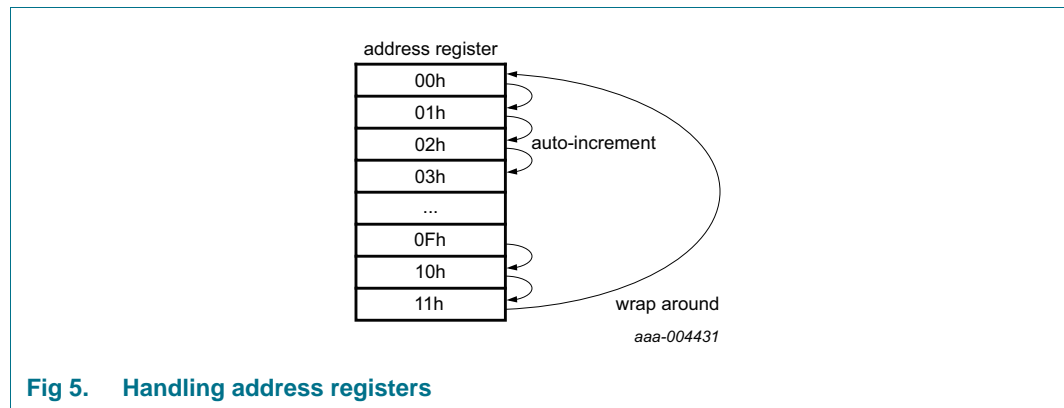 address register
00h
01h
02h
auto-increment
03h
...
0Fh
10h
11h
wrap around
aaa-004431
Fig 5. Handling address registers